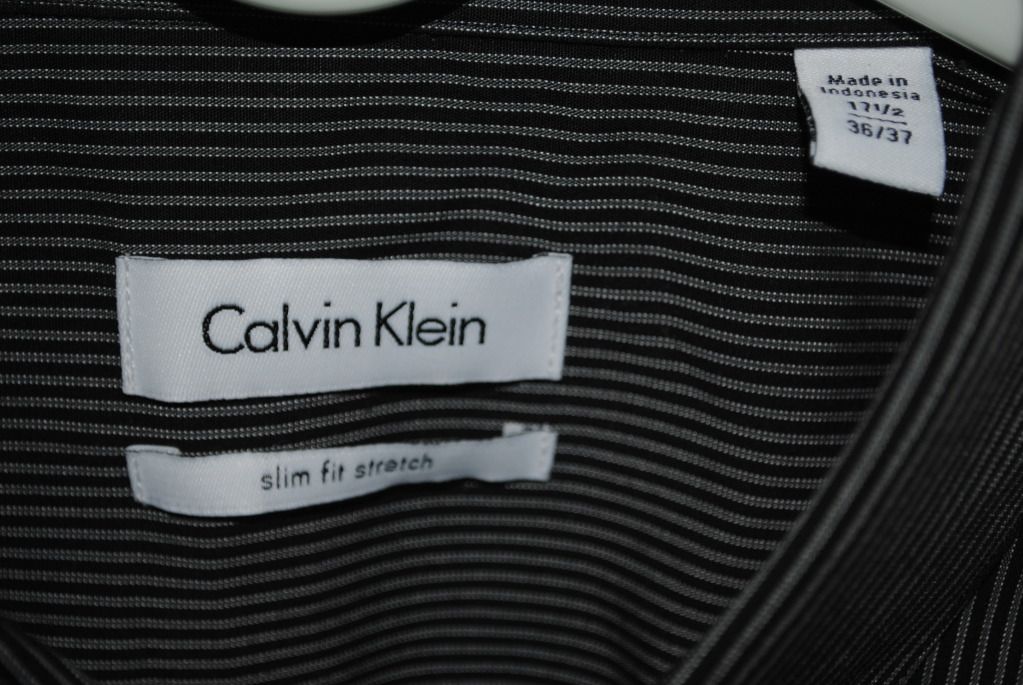 Made in
Indonesia
17 1/2
36/37
Calvin Klein
slim fit stretch